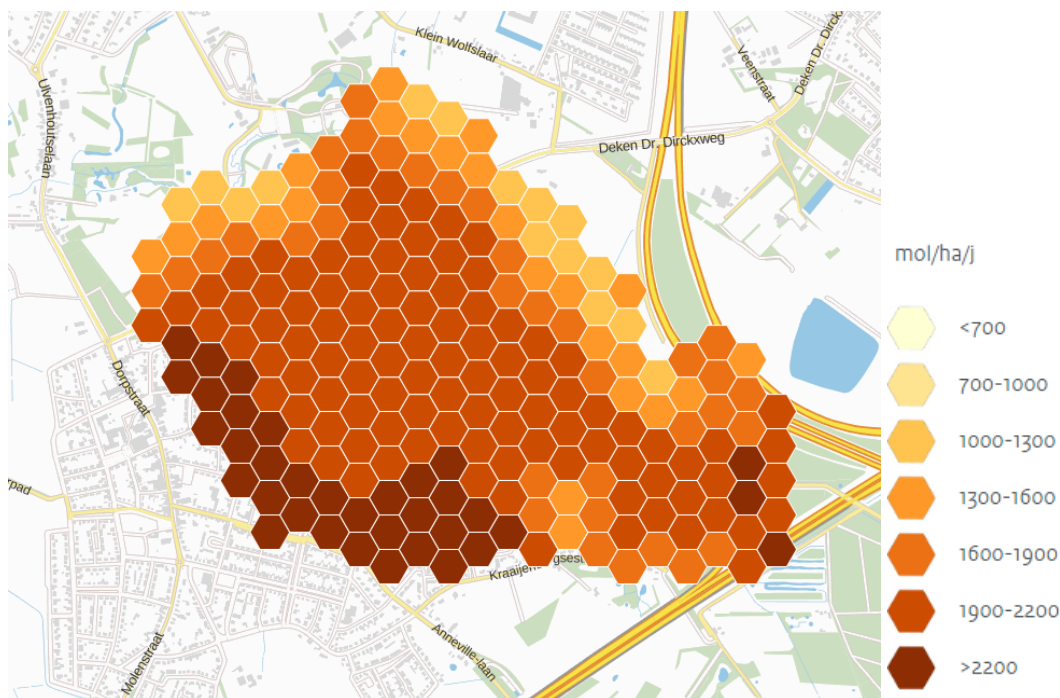 Klein Wolfslaar
Deken Dr. Dirckx
Veenstraat
Ulvenhoutselaan
Deken Dr. Dirckxweg
mol/ha/j
<700
700-1000
1000-1300
1300-1600
1600-1900
1900-2200
>2200
Dorpstraat
rpad
Molenstraat
Anneville-laan